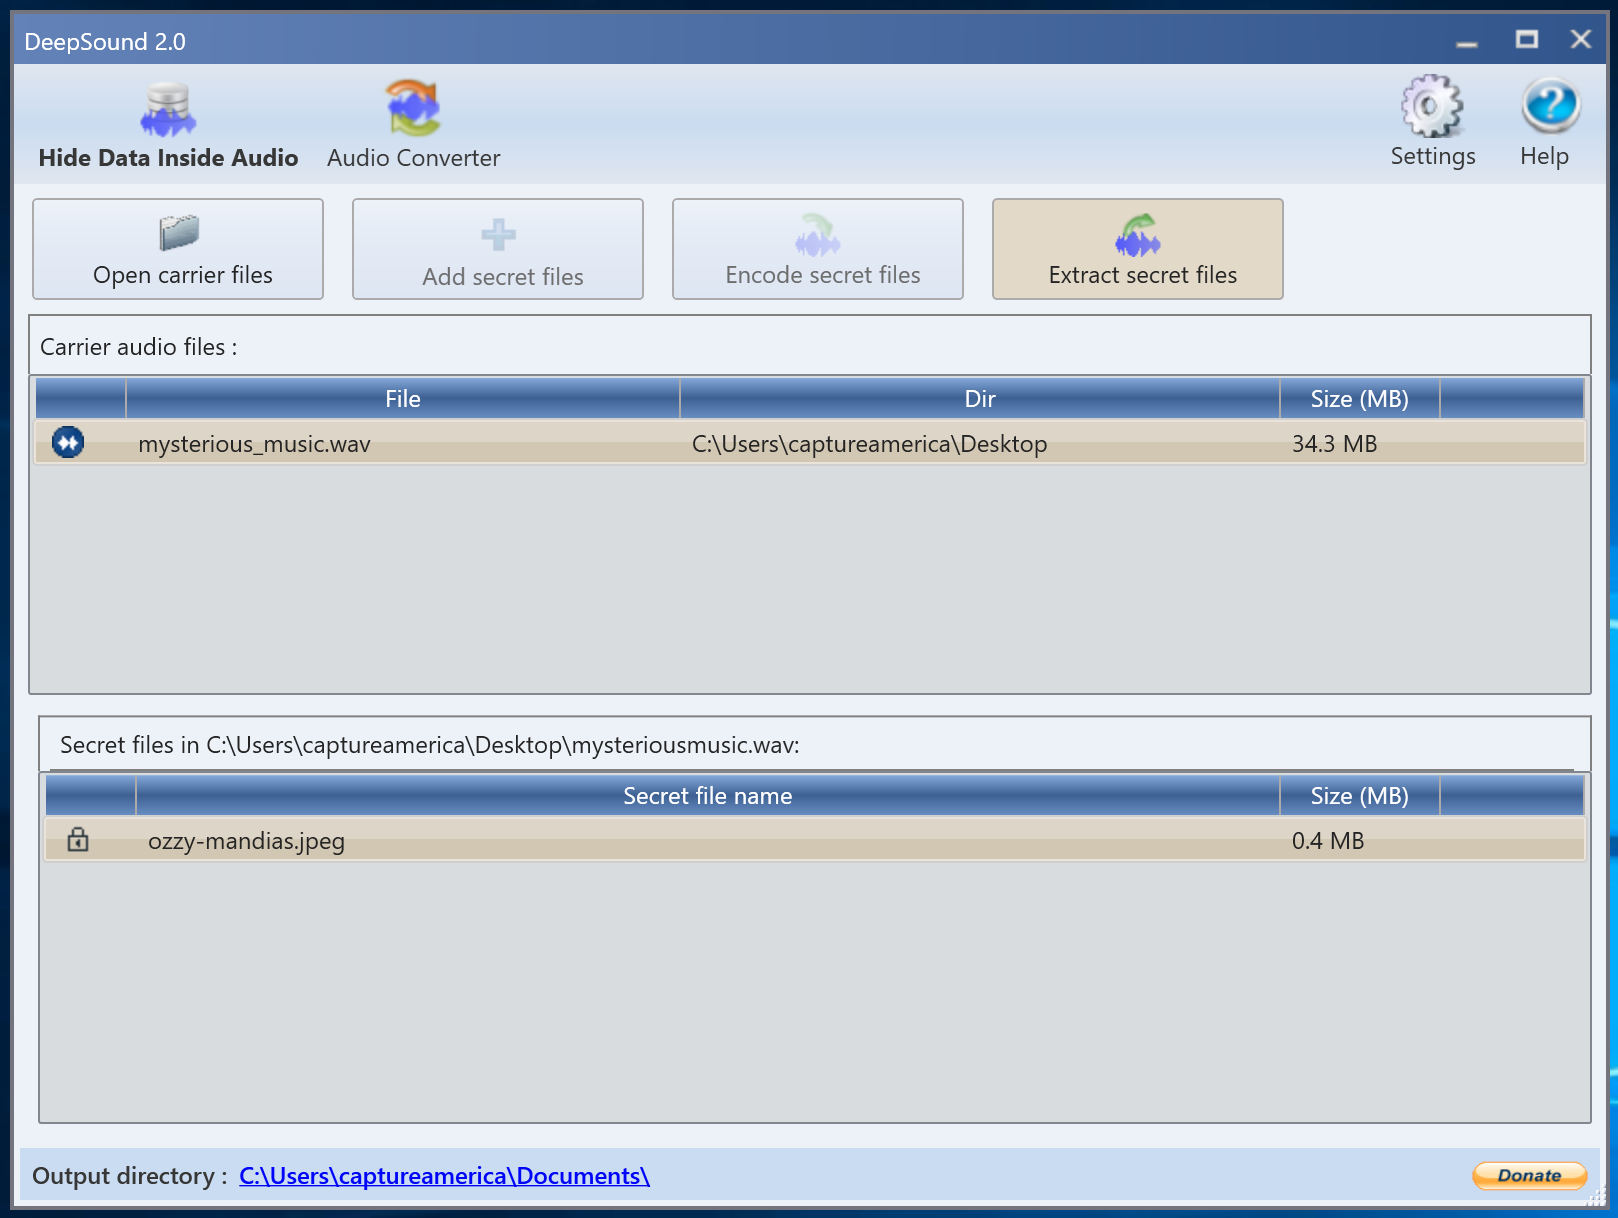 DeepSound 2.0
Hide Data Inside Audio Audio Converter Settings Help
Open carrier files Add secret files Encode secret files Extract secret files
Carrier audio files :
File Dir Size (MB)
mysterious_music.wav C:\Users\captureamerica\Desktop 34.3 MB
Secret files in C:\Users\captureamerica\Desktop\mysteriousmusic.wav:
Secret file name Size (MB)
ozzy-mandias.jpeg 0.4 MB
Output directory : C:\Users\captureamerica\Documents\ Donate